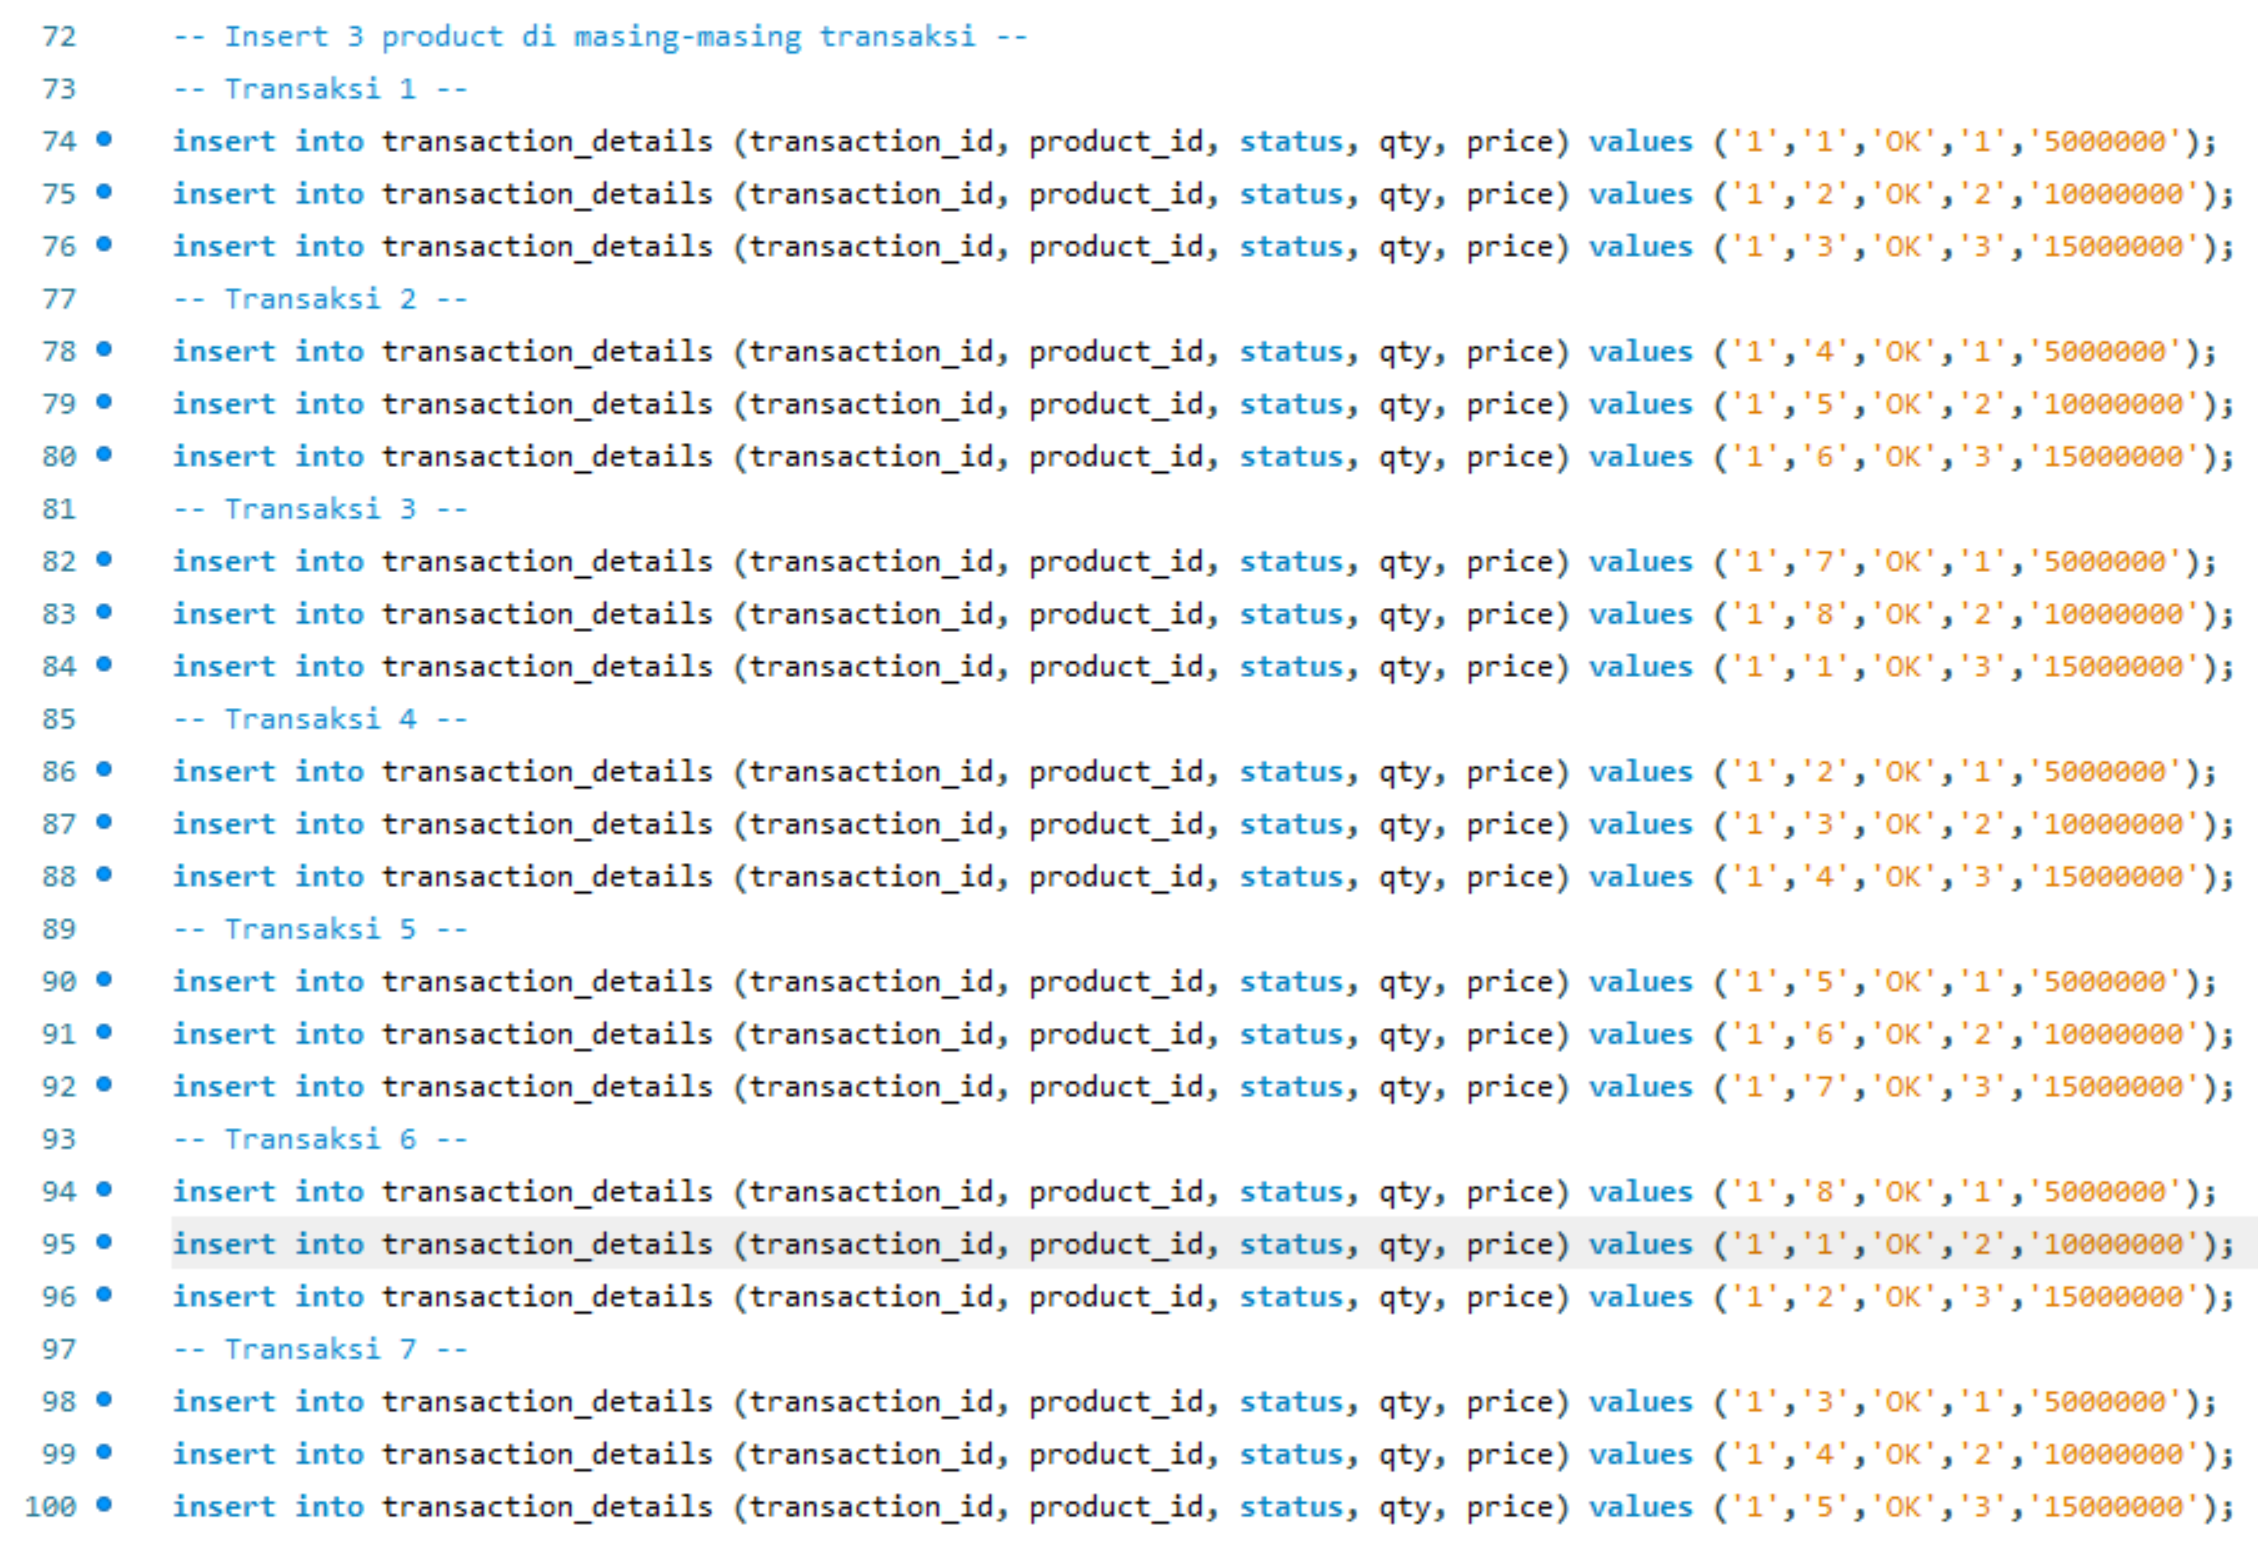 72 -- Insert 3 product di masing-masing transaksi --
73 -- Transaksi 1 --
74 insert into transaction_details (transaction_id, product_id, status, qty, price) values ('1','1','OK','1','5000000');
75 insert into transaction_details (transaction_id, product_id, status, qty, price) values ('1','2','OK','2','10000000');
76 insert into transaction_details (transaction_id, product_id, status, qty, price) values ('1','3','OK','3','15000000');
77 -- Transaksi 2 --
78 insert into transaction_details (transaction_id, product_id, status, qty, price) values ('1','4','OK','1','5000000');
79 insert into transaction_details (transaction_id, product_id, status, qty, price) values ('1','5','OK','2','10000000');
80 insert into transaction_details (transaction_id, product_id, status, qty, price) values ('1','6','OK','3','15000000');
81 -- Transaksi 3 --
82 insert into transaction_details (transaction_id, product_id, status, qty, price) values ('1','7','OK','1','5000000');
83 insert into transaction_details (transaction_id, product_id, status, qty, price) values ('1','8','OK','2','10000000');
84 insert into transaction_details (transaction_id, product_id, status, qty, price) values ('1','1','OK','3','15000000');
85 -- Transaksi 4 --
86 insert into transaction_details (transaction_id, product_id, status, qty, price) values ('1','2','OK','1','5000000');
87 insert into transaction_details (transaction_id, product_id, status, qty, price) values ('1','3','OK','2','10000000');
88 insert into transaction_details (transaction_id, product_id, status, qty, price) values ('1','4','OK','3','15000000');
89 -- Transaksi 5 --
90 insert into transaction_details (transaction_id, product_id, status, qty, price) values ('1','5','OK','1','5000000');
91 insert into transaction_details (transaction_id, product_id, status, qty, price) values ('1','6','OK','2','10000000');
92 insert into transaction_details (transaction_id, product_id, status, qty, price) values ('1','7','OK','3','15000000');
93 -- Transaksi 6 --
94 insert into transaction_details (transaction_id, product_id, status, qty, price) values ('1','8','OK','1','5000000');
95 insert into transaction_details (transaction_id, product_id, status, qty, price) values ('1','1','OK','2','10000000');
96 insert into transaction_details (transaction_id, product_id, status, qty, price) values ('1','2','OK','3','15000000');
97 -- Transaksi 7 --
98 insert into transaction_details (transaction_id, product_id, status, qty, price) values ('1','3','OK','1','5000000');
99 insert into transaction_details (transaction_id, product_id, status, qty, price) values ('1','4','OK','2','10000000');
100 insert into transaction_details (transaction_id, product_id, status, qty, price) values ('1','5','OK','3','15000000');